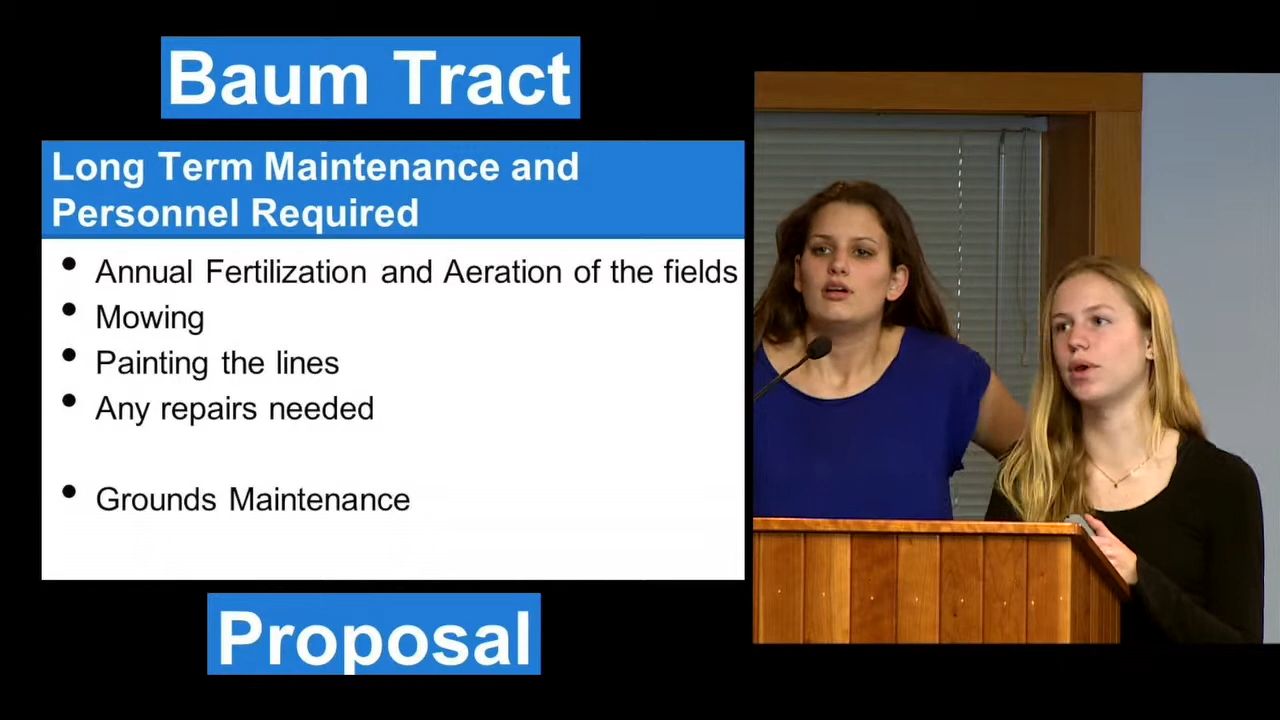 Baum Tract
Long Term Maintenance and
Personnel Required
• Annual Fertilization and Aeration of the fields
• Mowing
• Painting the lines
• Any repairs needed
• Grounds Maintenance
Proposal